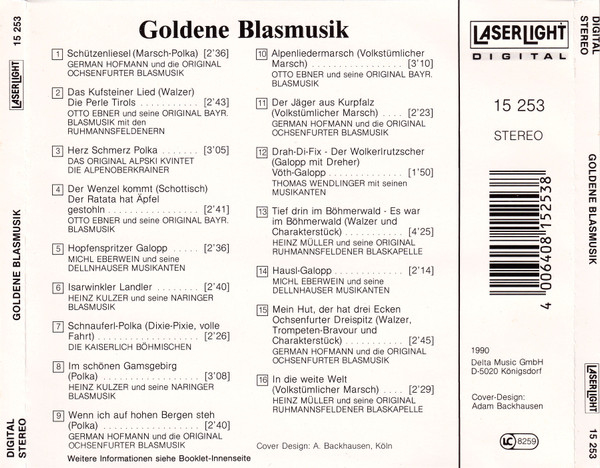 15 253
LASERLIGHT
GOLDENE BLASMUSIK
DIGITAL
STEREO
Goldene Blasmusik
1 Schützenliesel (Marsch-Polka) [2'36]
GERMAN HOFMANN und die ORIGINAL
OCHSENFURTER BLASMUSIK
2 Das Kufsteiner Lied (Walzer)
Die Perle Tirols . . . . . . . . . . . [2'43]
OTTO EBNER und seine ORIGINAL BAYR.
BLASMUSIK mit den
RUHMANNSFELDENERN
3 Herz Schmerz Polka . . . . . [3'05]
DAS ORIGINAL ALPSKI KVINTET
DIE ALPENOBERKRAINER
4 Der Wenzel kommt (Schottisch)
Der Ratata hat Äpfel
gestohln . . . . . . . . . . . . . . . [2'41]
OTTO EBNER und seine ORIGINAL BAYR.
BLASMUSIK
5 Hopfenspritzer Galopp . . . . . [2'36]
MICHL EBERWEIN und seine
DELLNHAUSER MUSIKANTEN
6 Isarwinkler Landler . . . . . . . [2'40]
HEINZ KULZER und seine NARINGER
BLASMUSIK
7 Schnauferl-Polka (Dixie-Pixie, volle
Fahrt) . . . . . . . . . . . . . . . . . . [2'26]
DIE KAISERLICH BÖHMISCHEN
8 Im schönen Gamsgebirg
(Polka) . . . . . . . . . . . . . . . . . [3'08]
HEINZ KULZER und seine NARINGER
BLASMUSIK
9 Wenn ich auf hohen Bergen steh
(Polka) . . . . . . . . . . . . . . . . . [2'40]
GERMAN HOFMANN und die ORIGINAL
OCHSENFURTER BLASMUSIK
Weitere Informationen siehe Booklet-Innenseite
10 Alpenliedermarsch (Volkstümlicher
Marsch) . . . . . . . . . . . . . . . . [3'10]
OTTO EBNER und seine ORIGINAL BAYR.
BLASMUSIK
11 Der Jäger aus Kurpfalz
(Volkstümlicher Marsch) . . . . [2'23]
GERMAN HOFMANN und die ORIGINAL
OCHSENFURTER BLASMUSIK
12 Drah-Di-Fix - Der Wolkerlrutzscher
(Galopp mit Dreher)
Vöth-Galopp . . . . . . . . . . . . . [1'50]
THOMAS WENDLINGER mit seinen
MUSIKANTEN
13 Tief drin im Böhmerwald - Es war
im Böhmerwald (Walzer und
Charakterstück) . . . . . . . . . . [4'25]
HEINZ MÜLLER und seine ORIGINAL
RUHMANNSFELDENER BLASKAPELLE
14 Hausl-Galopp . . . . . . . . . . . . [2'14]
MICHL EBERWEIN und seine
DELLNHAUSER MUSIKANTEN
15 Mein Hut, der hat drei Ecken
Ochsenfurter Dreispitz (Walzer,
Trompeten-Bravour und
Charakterstück) . . . . . . . . . . [2'45]
GERMAN HOFMANN und die ORIGINAL
OCHSENFURTER BLASMUSIK
16 In die weite Welt
(Volkstümlicher Marsch) . . . . [2'29]
HEINZ MÜLLER und seine ORIGINAL
RUHMANNSFELDENER BLASKAPELLE
Cover Design: A. Backhausen, Köln
LASERLIGHT
DIGITAL
15 253
STEREO
4 006408 152538
1990
Delta Music GmbH
D-5020 Königsdorf
Cover-Design:
Adam Backhausen
LC 8259
DIGITAL
STEREO
GOLDENE BLASMUSIK
LASERLIGHT
15 253